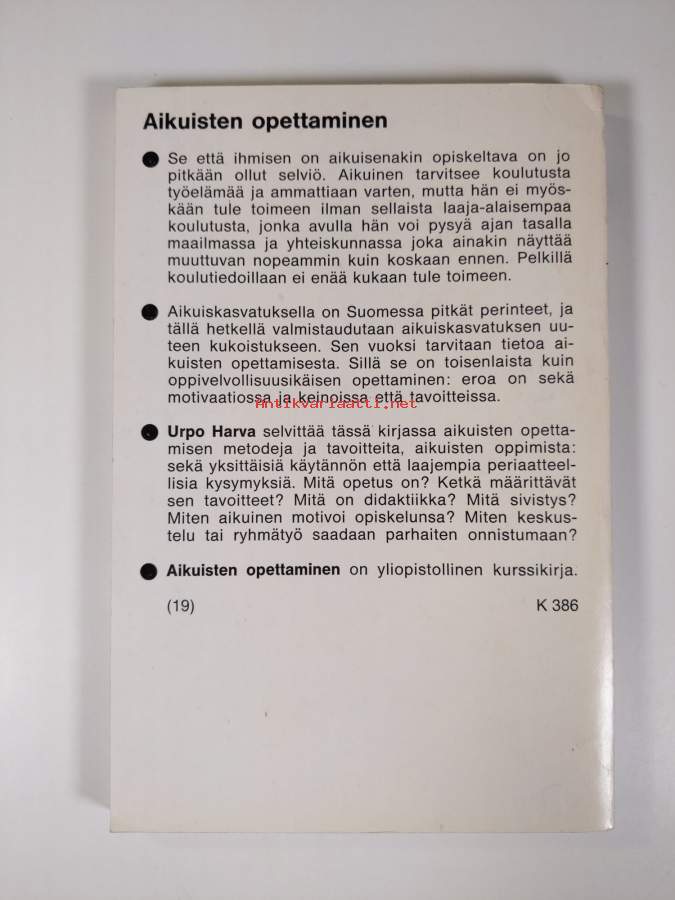 Aikuisten opettaminen
Se että ihmisen on aikuisenakin opiskeltava on jo
pitkään ollut selviö. Aikuinen tarvitsee koulutusta
työelämää ja ammattiaan varten, mutta hän ei myös-
kään tule toimeen ilman sellaista laaja-alaisempaa
koulutusta, jonka avulla hän voi pysyä ajan tasalla
maailmassa ja yhteiskunnassa joka ainakin näyttää
muuttuvan nopeammin kuin koskaan ennen. Pelkillä
koulutiedoillaan ei enää kukaan tule toimeen.
Aikuiskasvatuksella on Suomessa pitkät perinteet, ja
tällä hetkellä valmistaudutaan aikuiskasvatuksen uu-
teen kukoistukseen. Sen vuoksi tarvitaan tietoa ai-
kuisten opettamisesta. Sillä se on toisenlaista kuin
oppivelvollisuusikäisen opettaminen: eroa on sekä
motivaatiossa ja keinoissa että tavoitteissa.
Antikvariaatti.net
Urpo Harva selvittää tässä kirjassa aikuisten opetta-
misen metodeja ja tavoitteita, aikuisten oppimista:
sekä yksittäisiä käytännön että laajempia periaatteel-
lisia kysymyksiä. Mitä opetus on? Ketkä määrittävät
sen tavoitteet? Mitä on didaktiikka? Mitä sivistys?
Miten aikuinen motivoi opiskelunsa? Miten keskus-
telu tai ryhmätyö saadaan parhaiten onnistumaan?
Aikuisten opettaminen on yliopistollinen kurssikirja.
(19) K 386